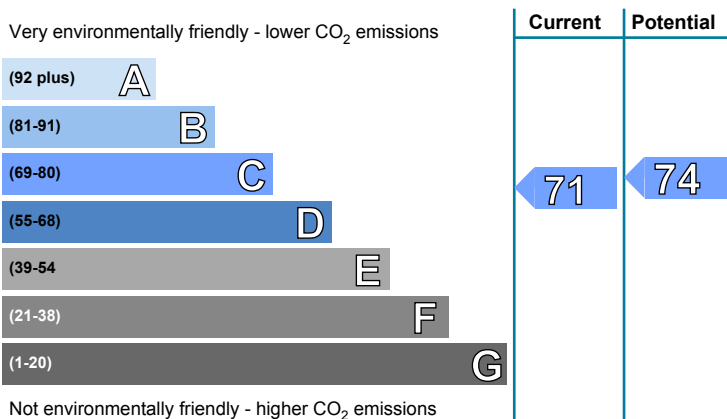 Current Potential
Very environmentally friendly - lower CO2 emissions
(92 plus) A
(81-91) B
(69-80) C
71 74
(55-68) D
(39-54 E
(21-38) F
(1-20) G
Not environmentally friendly - higher CO2 emissions